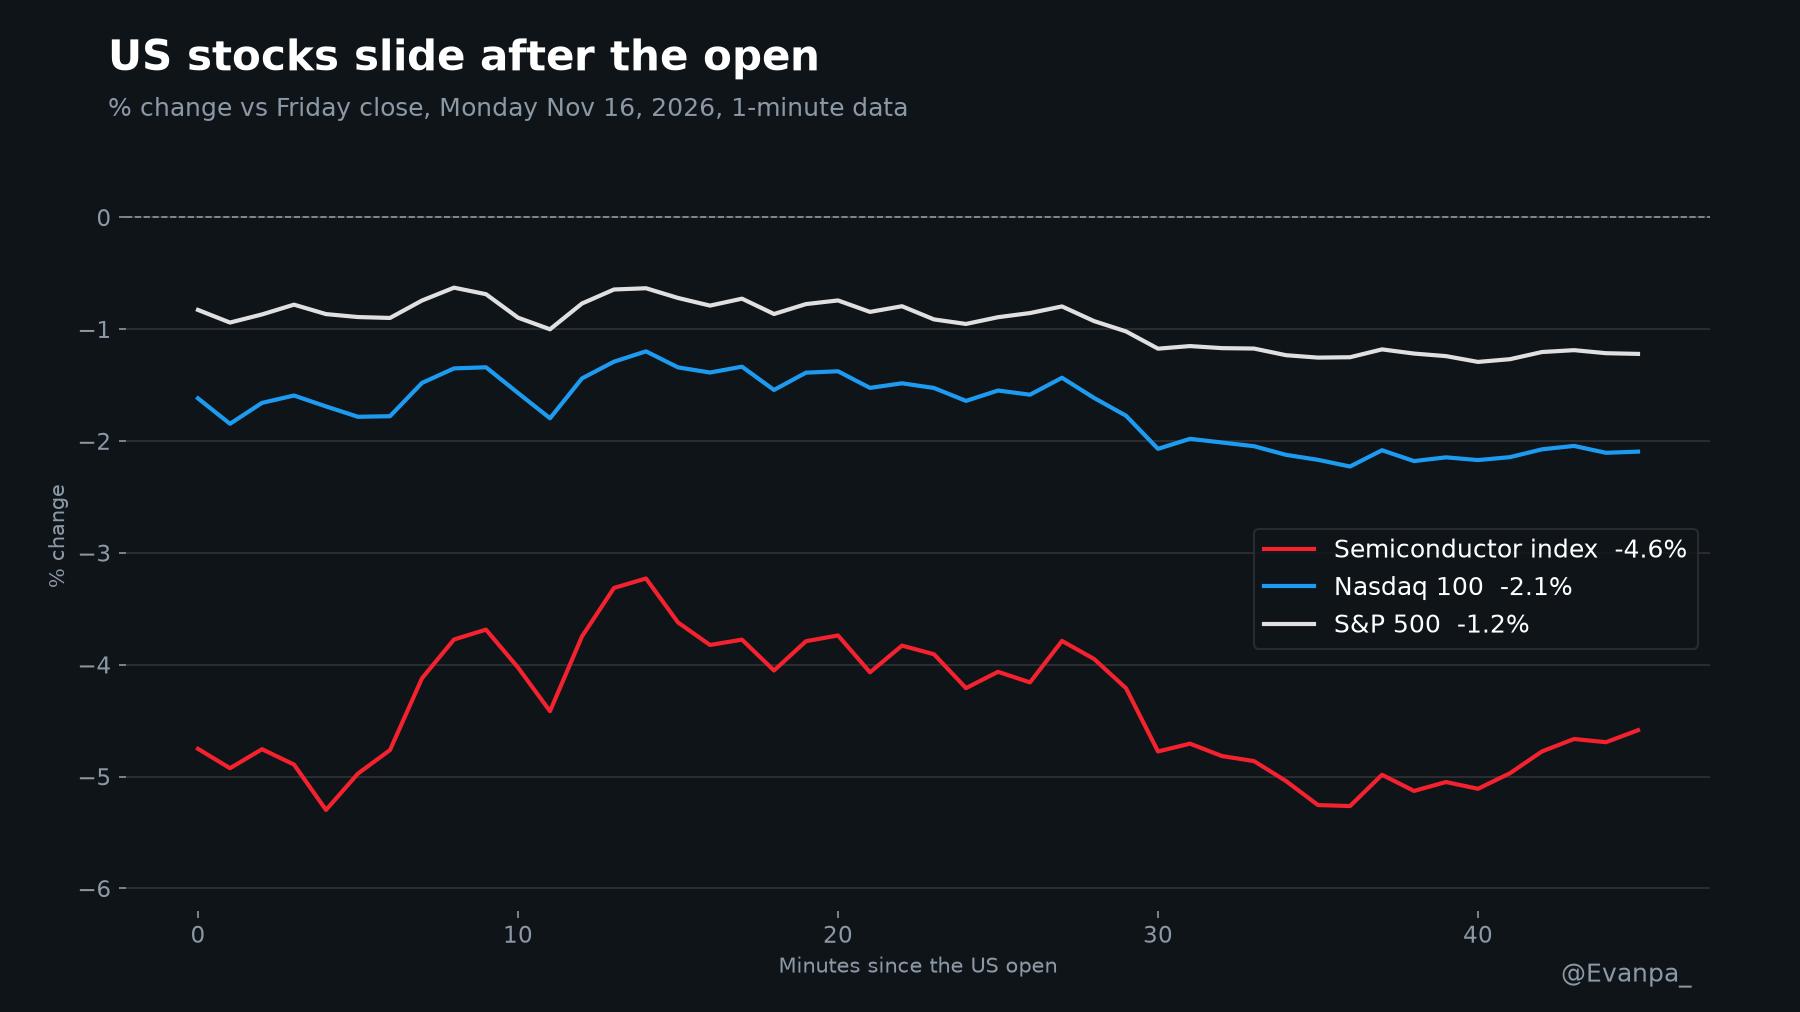 US stocks slide after the open
% change vs Friday close, Monday Nov 16, 2026, 1-minute data
0
−1
−2
−3
−4
−5
−6
% change
Semiconductor index -4.6%
Nasdaq 100 -2.1%
S&P 500 -1.2%
0 10 20 30 40
Minutes since the US open
@Evanpa_